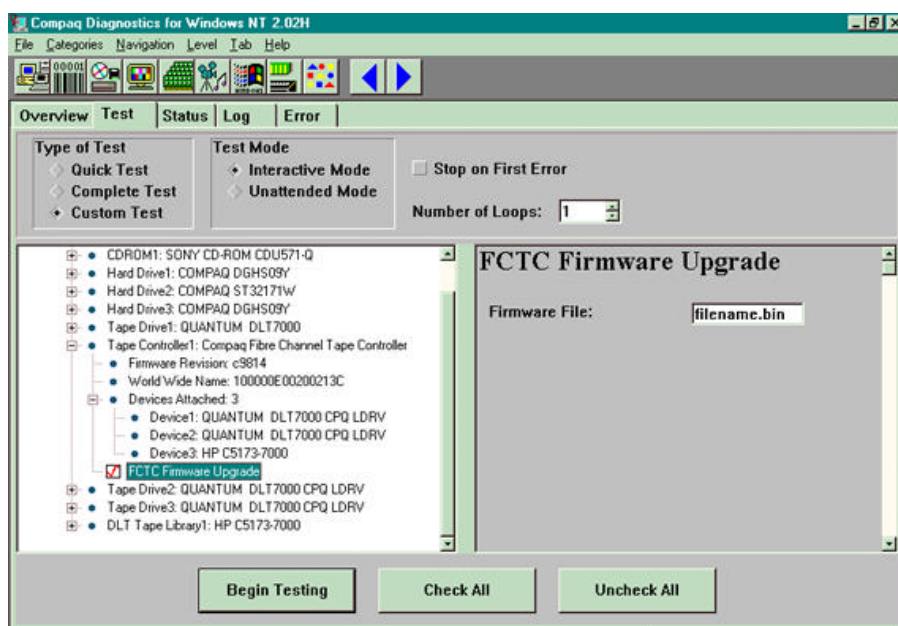 Compaq Diagnostics for Windows NT 2.02H
File Categories Navigation Level Tab Help
00001
Overview Test Status Log Error
Type of Test
Quick Test
Complete Test
Custom Test
Test Mode
Interactive Mode
Unattended Mode
Stop on First Error
Number of Loops: 1
CDROM1: SONY CD-ROM CDU571-Q
Hard Drive1: COMPAQ DGHS09Y
Hard Drive2: COMPAQ ST32171W
Hard Drive3: COMPAQ DGHS09Y
Tape Drive1: QUANTUM DLT7000
Tape Controller1: Compaq Fibre Channel Tape Controller
Firmware Revision: c9814
World Wide Name: 100000E00200213C
Devices Attached: 3
Device1: QUANTUM DLT7000 CPQ LDRV
Device2: QUANTUM DLT7000 CPQ LDRV
Device3: HP C5173-7000
FCTC Firmware Upgrade
Tape Drive2: QUANTUM DLT7000 CPQ LDRV
Tape Drive3: QUANTUM DLT7000 CPQ LDRV
DLT Tape Library1: HP C5173-7000
FCTC Firmware Upgrade
Firmware File: filename.bin
Begin Testing Check All Uncheck All